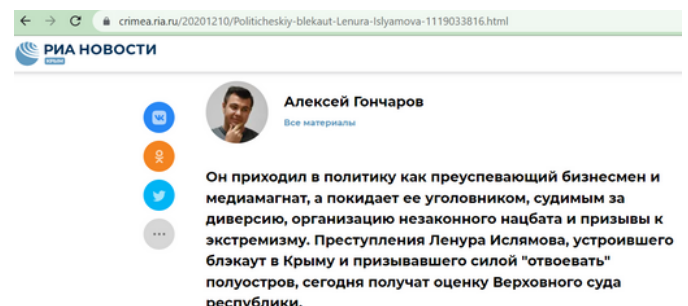 crimea.ria.ru/20201210/Politicheskiy-blekaut-Lenura-Islyamova-1119033816.html
РИА НОВОСТИ
КРЫМ
Алексей Гончаров
Все материалы
Он приходил в политику как преуспевающий бизнесмен и
медиамагнат, а покидает ее уголовником, судимым за
диверсию, организацию незаконного нацбата и призывы к
экстремизму. Преступления Ленура Ислямова, устроившего
блэкаут в Крыму и призывавшего силой "отвоевать"
полуостров, сегодня получат оценку Верховного суда
республики.